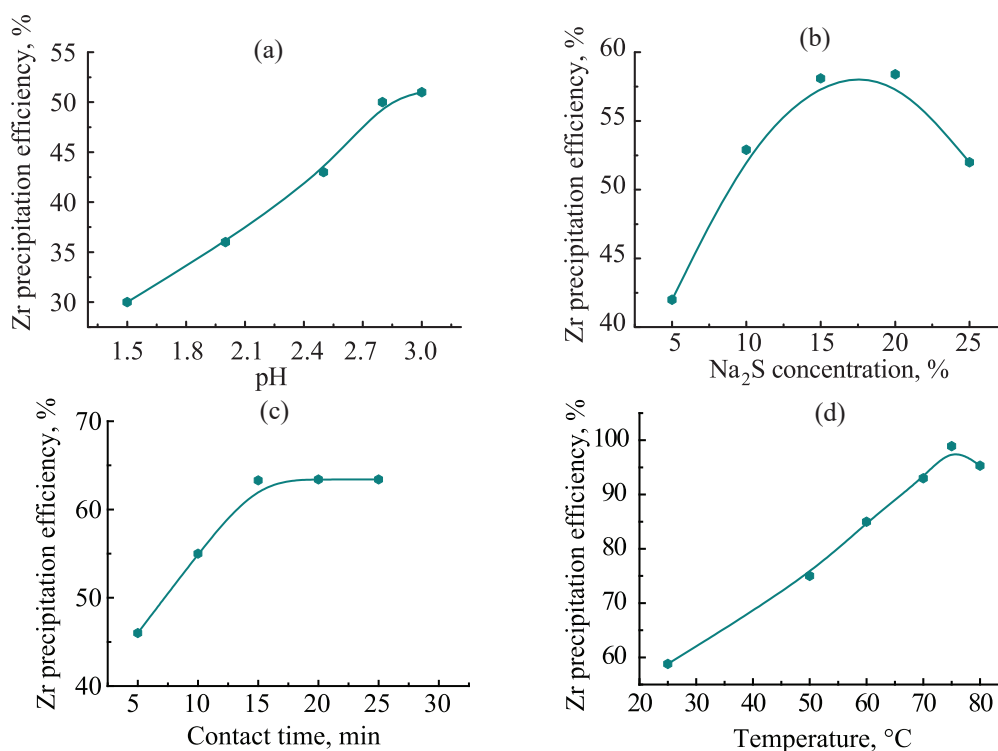 (a)
Zr precipitation efficiency, %
55
50
45
40
35
30
1.5 1.8 2.1 2.4 2.7 3.0
pH
(b)
Zr precipitation efficiency, %
60
55
50
45
40
5 10 15 20 25
Na₂S concentration, %
(c)
Zr precipitation efficiency, %
70
60
50
40
5 10 15 20 25 30
Contact time, min
(d)
Zr precipitation efficiency, %
100
90
80
70
60
20 30 40 50 60 70 80
Temperature, °C